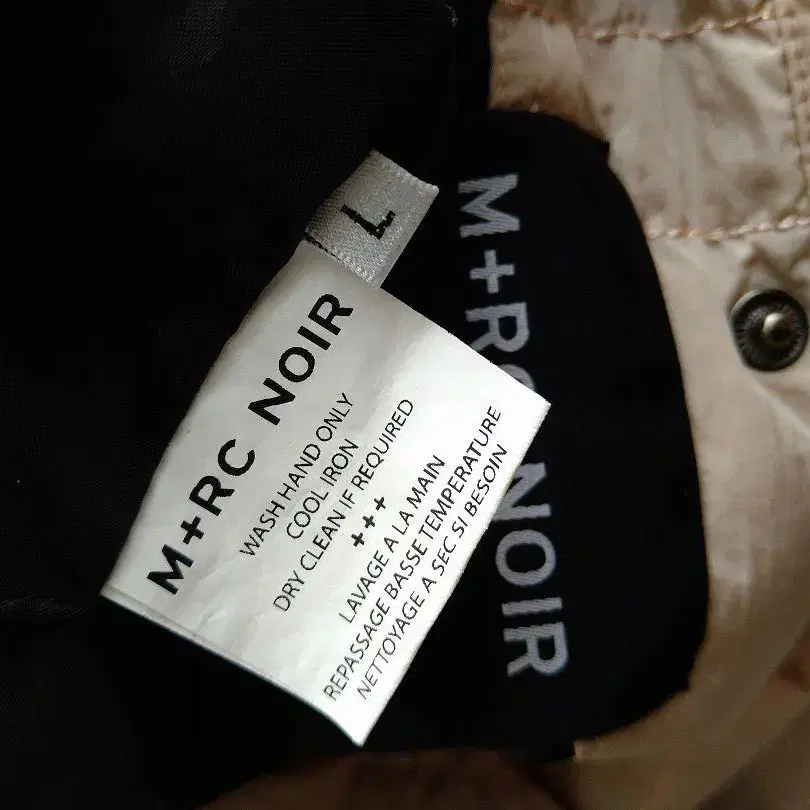 L
M+RC NOIR
WASH HAND ONLY
COOL IRON
DRY CLEAN IF REQUIRED
+++
LAVAGE A LA MAIN
REPASSAGE BASSE TEMPERATURE
NETTOYAGE A SEC SI BESOIN
M+RC NOIR